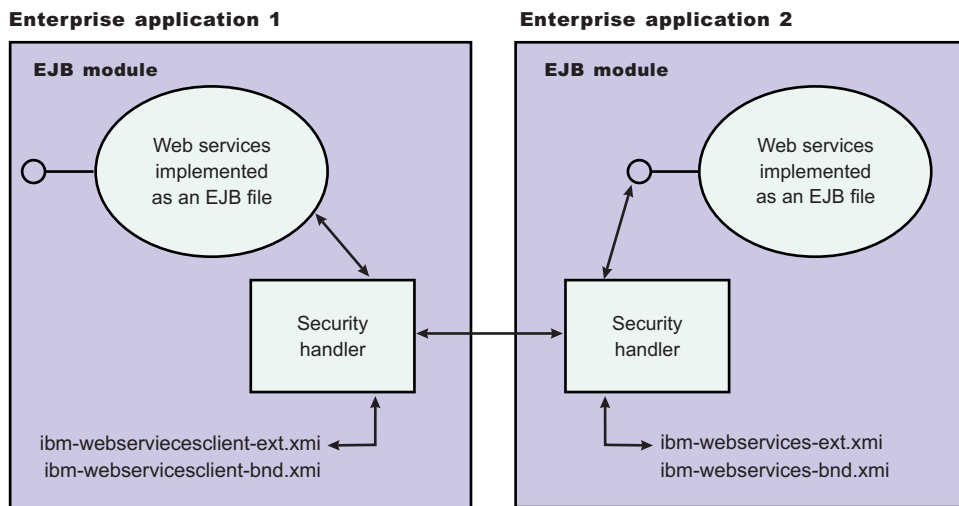 Enterprise application 1
EJB module
Web services
implemented
as an EJB file
Security
handler
ibm-webserviecesclient-ext.xmi
ibm-webservicesclient-bnd.xmi
Enterprise application 2
EJB module
Web services
implemented
as an EJB file
Security
handler
ibm-webservices-ext.xmi
ibm-webservices-bnd.xmi